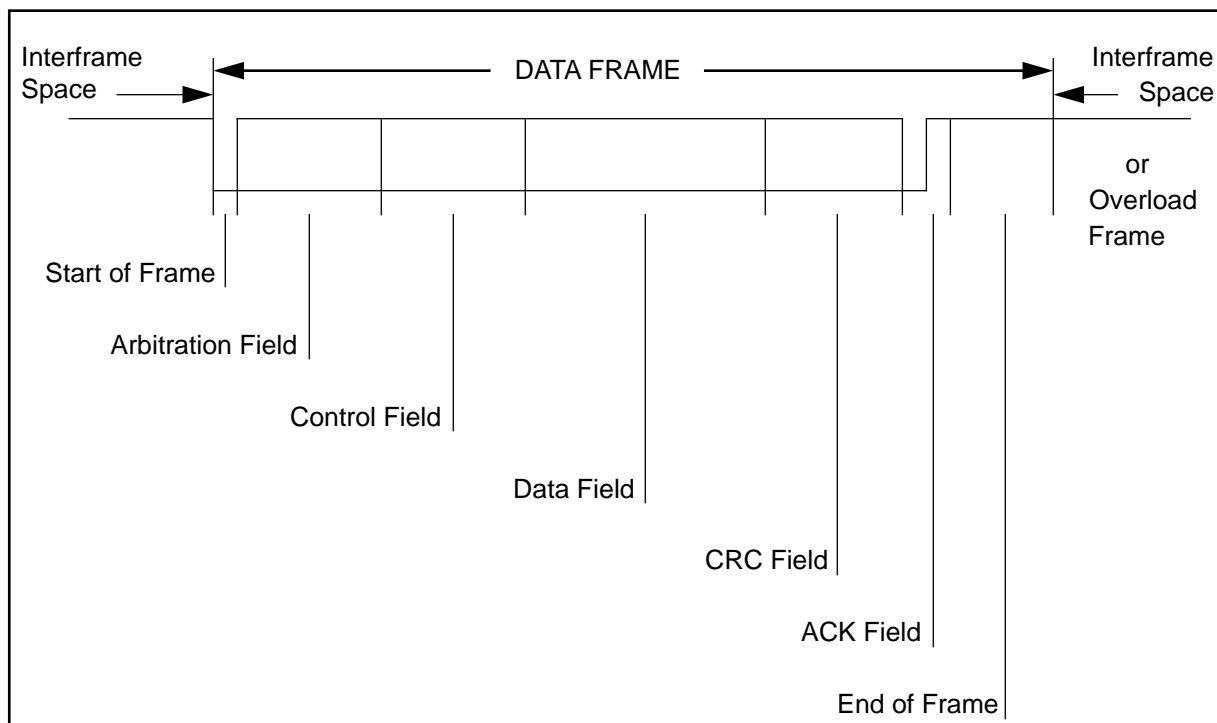 Interframe
Space
DATA FRAME
Interframe
Space
or
Overload
Frame
Start of Frame
Arbitration Field
Control Field
Data Field
CRC Field
ACK Field
End of Frame